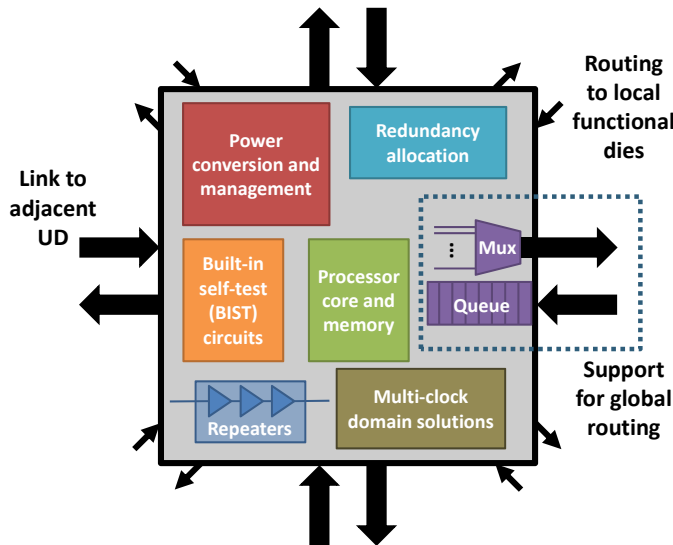 Routing
to local
functional
dies
Power
conversion and
management
Redundancy
allocation
Link to
adjacent
UD
Mux
Built-in
self-test
(BIST)
circuits
Processor
core and
memory
Queue
Repeaters
Multi-clock
domain solutions
Support
for global
routing